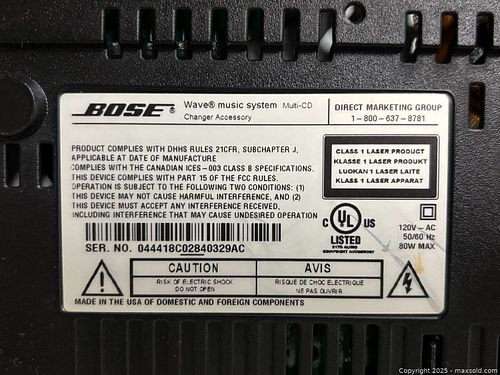 BOSE® Wave® music system Multi-CD
Changer Accessory
DIRECT MARKETING GROUP
1-800-637-8781
PRODUCT COMPLIES WITH DHHS RULES 21CFR, SUBCHAPTER J,
APPLICABLE AT DATE OF MANUFACTURE
COMPLIES WITH THE CANADIAN ICES-003 CLASS B SPECIFICATIONS.
THIS DEVICE COMPLIES WITH PART 15 OF THE FCC RULES.
OPERATION IS SUBJECT TO THE FOLLOWING TWO CONDITIONS: (1)
THIS DEVICE MAY NOT CAUSE HARMFUL INTERFERENCE, AND (2)
THIS DEVICE MUST ACCEPT ANY INTERFERENCE RECEIVED,
INCLUDING INTERFERENCE THAT MAY CAUSE UNDESIRED OPERATION
CLASS 1 LASER PRODUCT
KLASSE 1 LASER PRODUKT
LUOKAN 1 LASER LAITE
KLASS 1 LASER APPARAT
C UL® US
LISTED
120V ~ AC
50/60 Hz
80W MAX
SER. NO. 044418C02840329AC
CAUTION
RISK OF ELECTRIC SHOCK
DO NOT OPEN
AVIS
RISQUE DE CHOC ELECTRIQUE
NE PAS OUVRIR
MADE IN THE USA OF DOMESTIC AND FOREIGN COMPONENTS
Copyright 2025 - maxsold.com